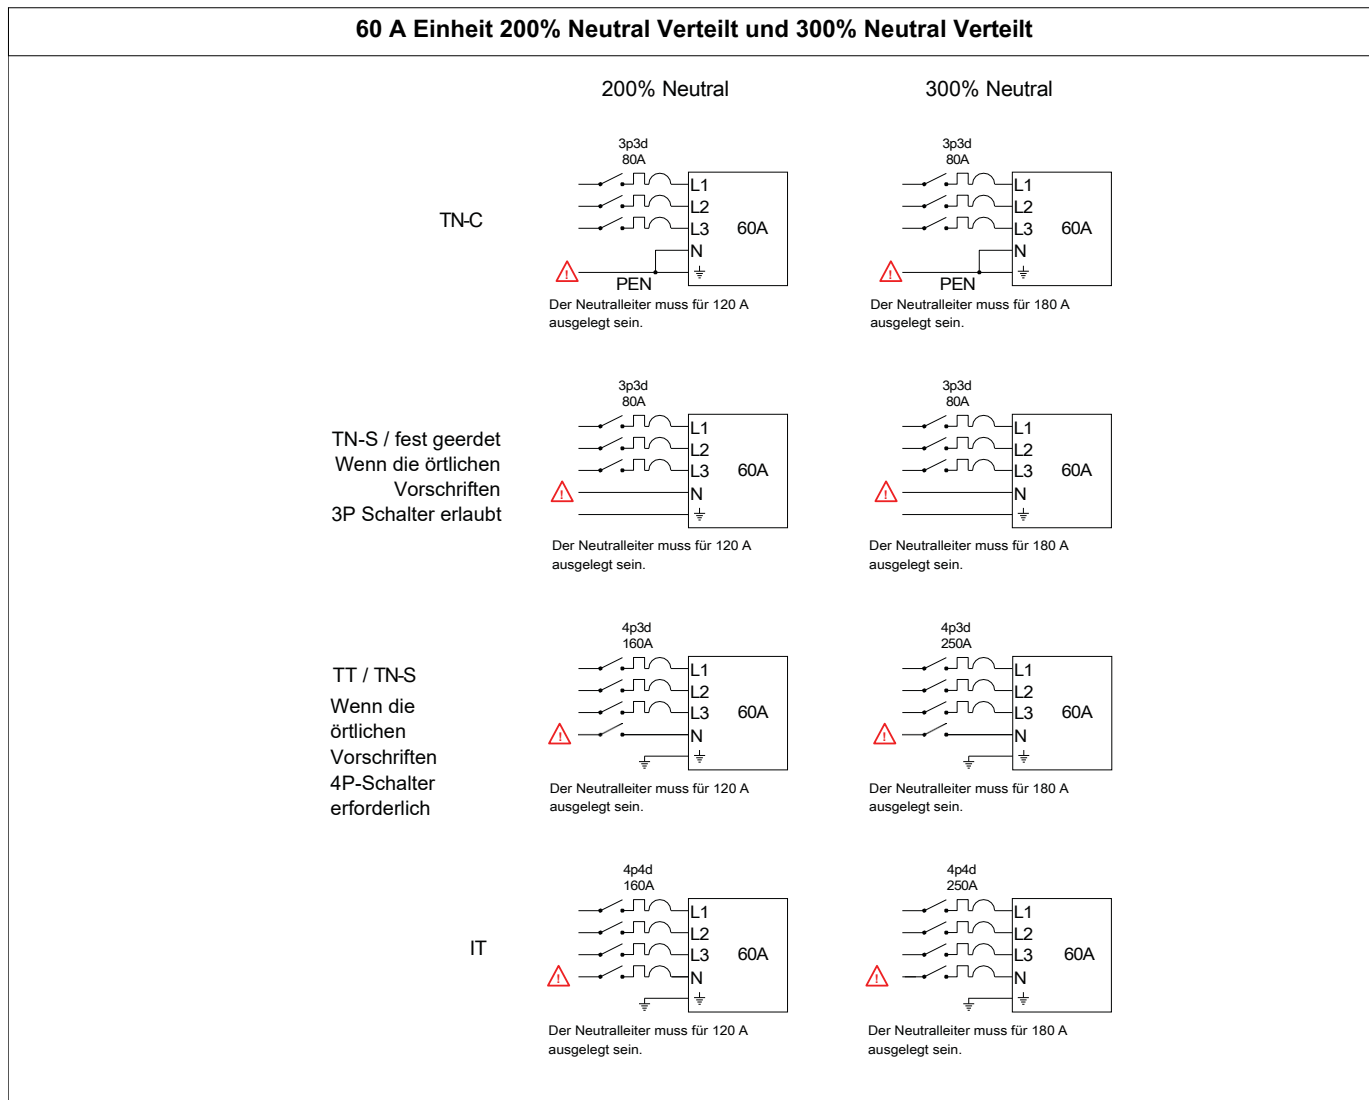 60 A Einheit 200% Neutral Verteilt und 300% Neutral Verteilt
200% Neutral
300% Neutral
TN-C
3p3d
80A
L1
L2
L3
N
60A
PEN
Der Neutralleiter muss für 120 A
ausgelegt sein.
3p3d
80A
L1
L2
L3
N
60A
PEN
Der Neutralleiter muss für 180 A
ausgelegt sein.
TN-S / fest geerdet
Wenn die örtlichen
Vorschriften
3P Schalter erlaubt
3p3d
80A
L1
L2
L3
N
60A
Der Neutralleiter muss für 120 A
ausgelegt sein.
3p3d
80A
L1
L2
L3
N
60A
Der Neutralleiter muss für 180 A
ausgelegt sein.
TT / TN-S
Wenn die
örtlichen
Vorschriften
4P-Schalter
erforderlich
4p3d
160A
L1
L2
L3
N
60A
Der Neutralleiter muss für 120 A
ausgelegt sein.
4p3d
250A
L1
L2
L3
N
60A
Der Neutralleiter muss für 180 A
ausgelegt sein.
IT
4p4d
160A
L1
L2
L3
N
60A
Der Neutralleiter muss für 120 A
ausgelegt sein.
4p4d
250A
L1
L2
L3
N
60A
Der Neutralleiter muss für 180 A
ausgelegt sein.